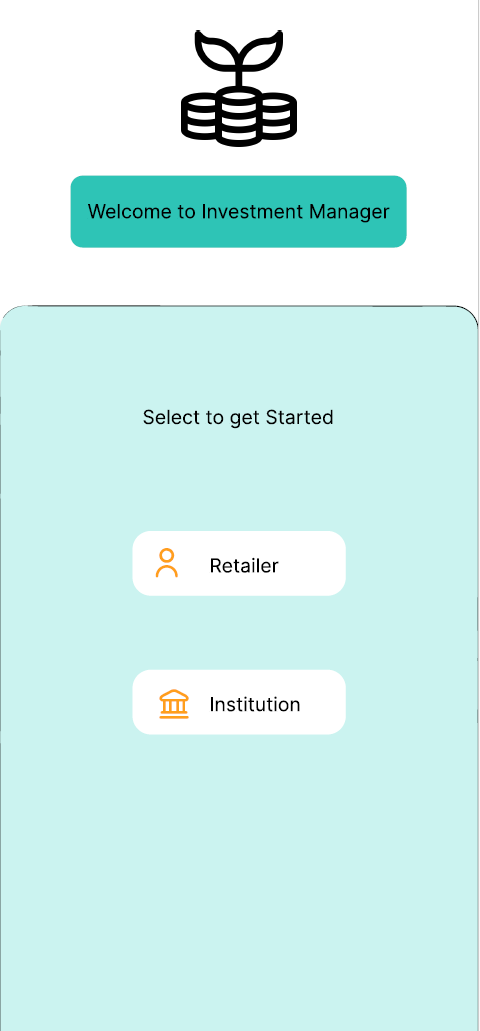 Welcome to Investment Manager
Select to get Started
Retailer
Institution